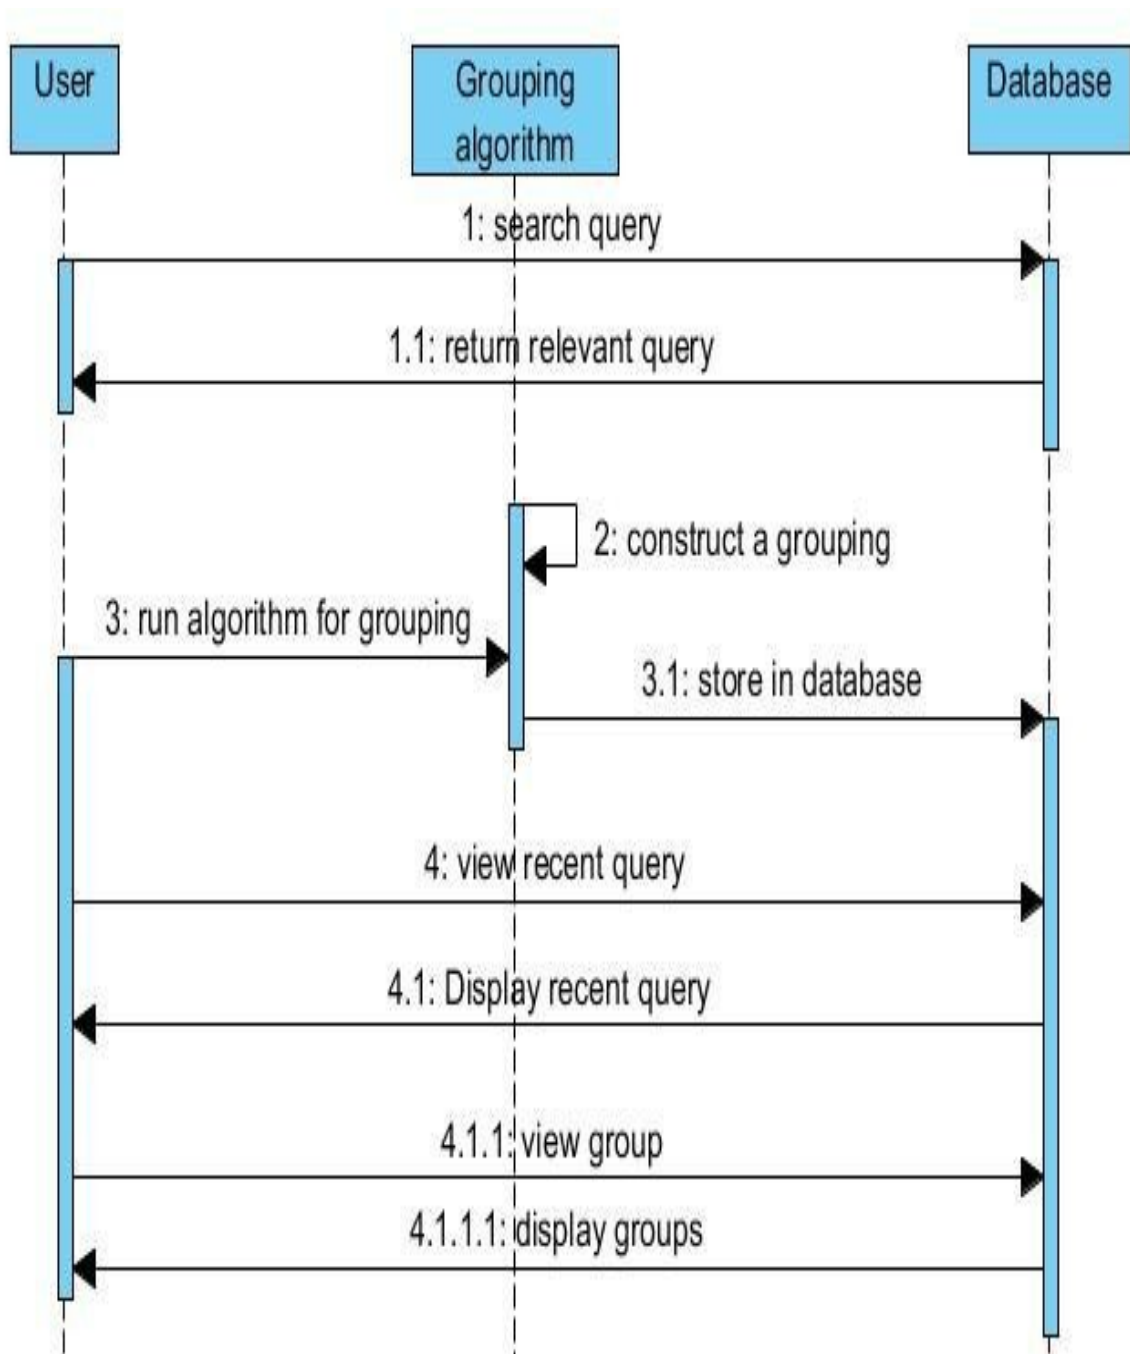 User
Grouping
algorithm
Database
1: search query
1.1: return relevant query
2: construct a grouping
3: run algorithm for grouping
3.1: store in database
4: view recent query
4.1: Display recent query
4.1.1: view group
4.1.1.1: display groups